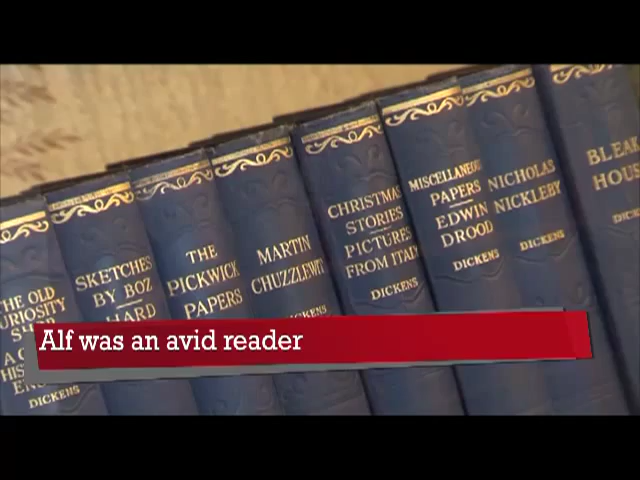 THE OLD
CURIOSITY
DICKENS
SKETCHES
BY BOZ
HARD
THE
PICKWICK
PAPERS
MARTIN
CHUZZLEWIT
DICKENS
CHRISTMAS
STORIES
PICTURES
FROM ITALY
DICKENS
MISCELLANEOUS
PAPERS
EDWIN
DROOD
DICKENS
NICHOLAS
NICKLEBY
DICKENS
BLEAK
HOUSE
Alf was an avid reader